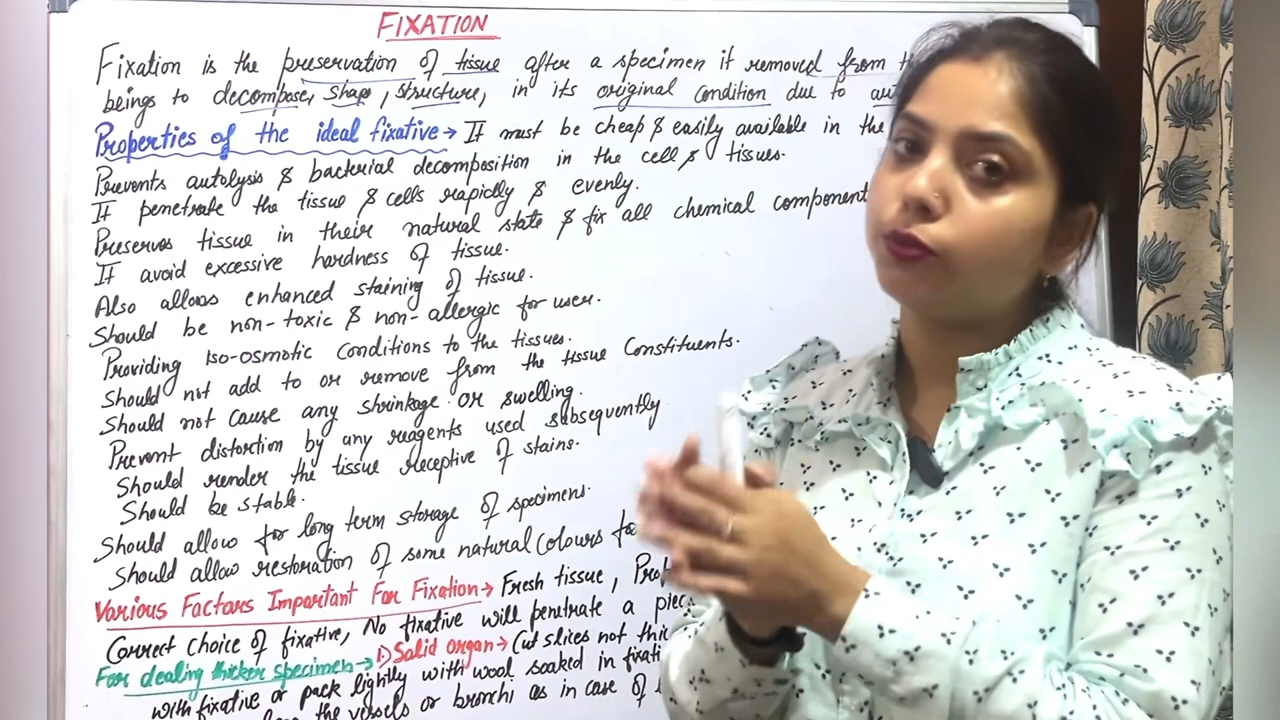 FIXATION
Fixation is the preservation of tissue after a specimen it removed from
beings to decompose, shape, structure, in its original condition due to
Properties of the ideal fixative → It must be cheap & easily available in the
Prevents autolysis & bacterial decomposition in the cell & tissues.
It penetrate the tissue & cells rapidly & evenly.
Preserves tissue in their natural state & fix all chemical component
It avoid excessive hardness of tissue.
Also allows enhanced staining of tissue.
Should be non-toxic & non-allergic for user.
Providing iso-osmotic conditions to the tissues.
Should not add to or remove from the tissue constituents.
Should not cause any shrinkage or swelling.
Prevent distortion by any reagents used subsequently
Should render the tissue receptive of stains.
Should be stable.
Should allow for long term storage of specimens.
Should allow restoration of some natural colours
Various Factors Important For Fixation → Fresh tissue,
Correct choice of fixative, No fixative will penetrate a
For dealing thicker specimen → 1) Solid organ → Cut slices not
with fixative or pack lightly with wool soaked in
the vessels or bronchi as in case of